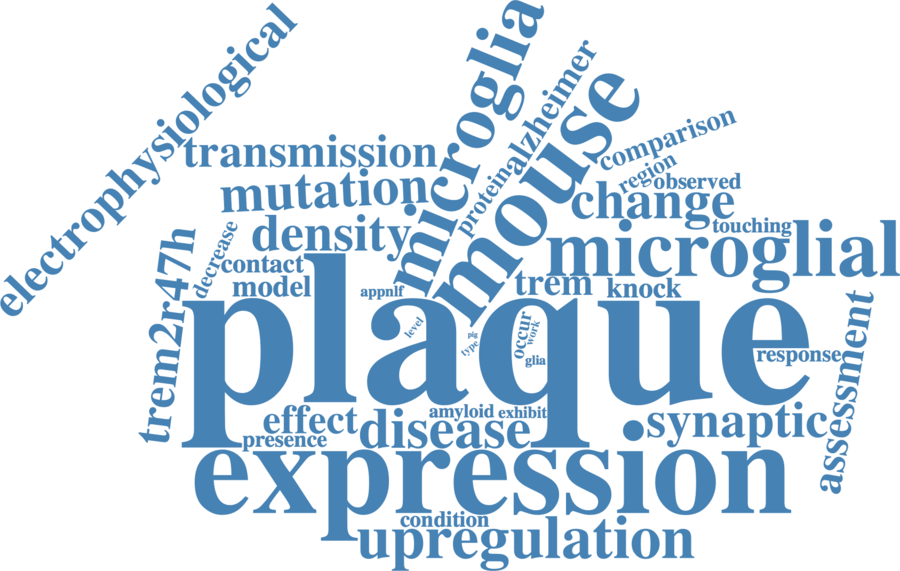 electrophysiological
microglia
alzheimer
protein
mouse
comparison
region
observed
transmission
mutation
change
touching
density
microglial
decrease
contact
trem2r47h
model
appnlf
trem
knock
plaque
level
pig
type
occur
work
glia
response
assessment
effect
amyloid
exhibit
synaptic
presence
disease
expression
condition
upregulation